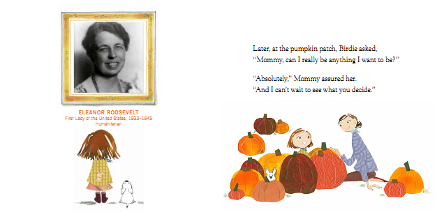 ELEANOR ROOSEVELT
First Lady of the United States, 1933–1945
Humanitarian
Later, at the pumpkin patch, Birdie asked,
"Mommy, can I really be anything I want to be?"
"Absolutely," Mommy assured her.
"And I can't wait to see what you decide."